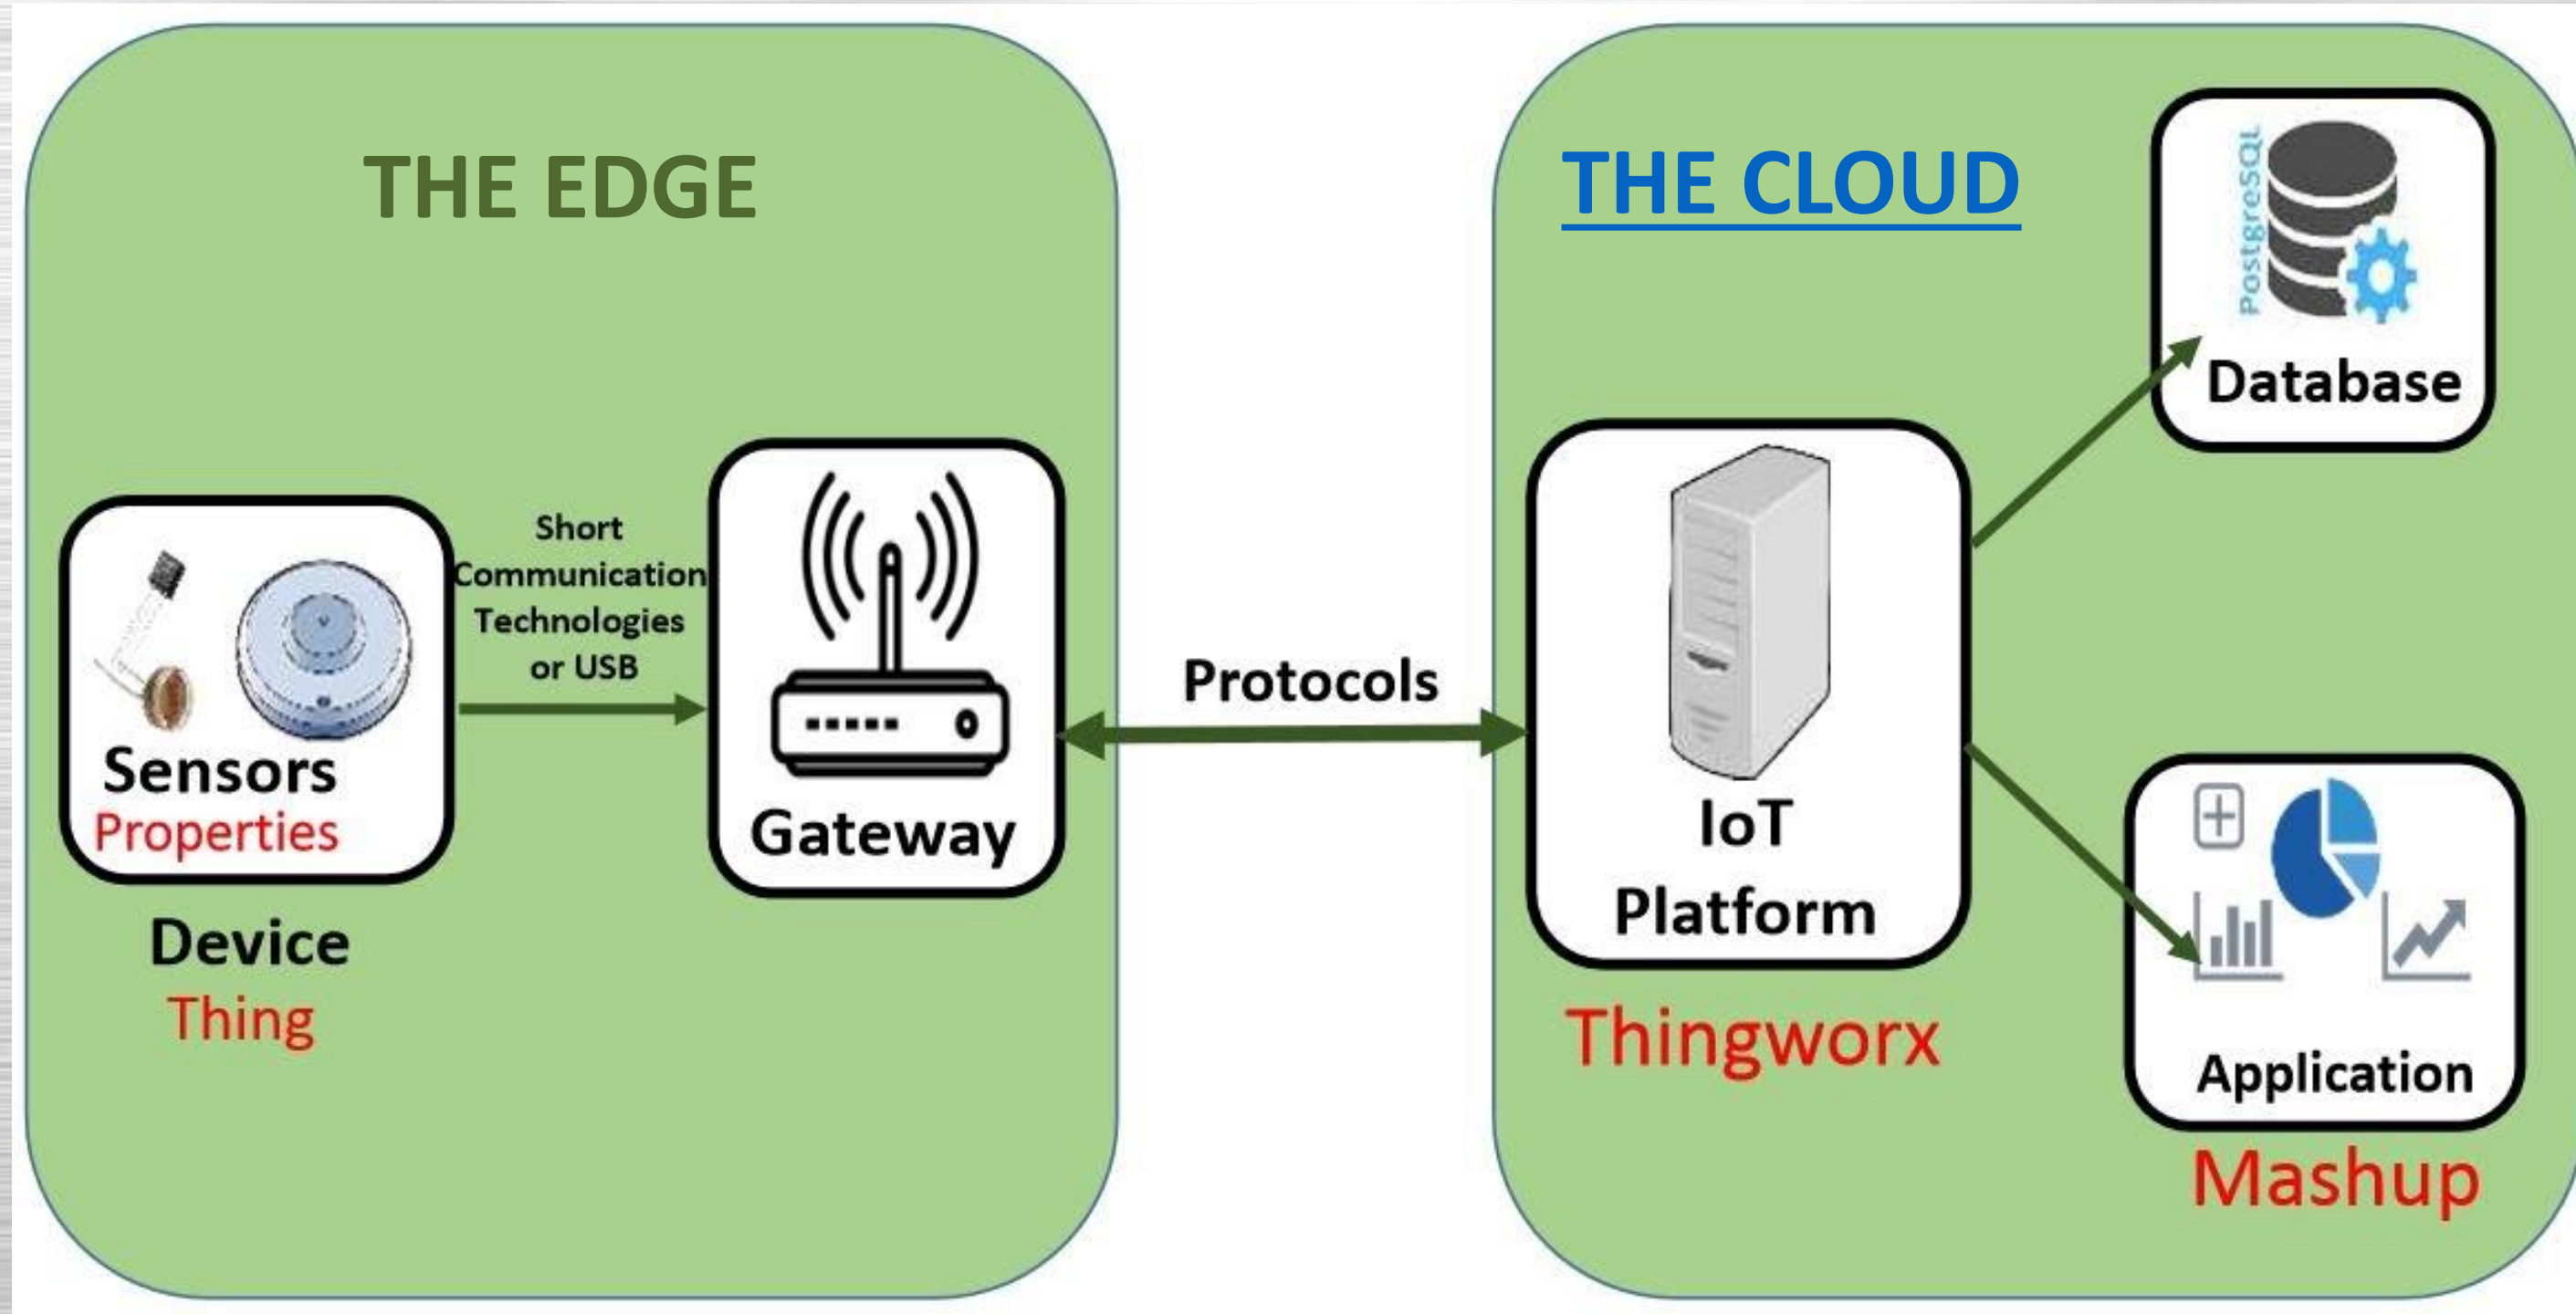 THE EDGE
Short
Communication
Technologies
or USB
Sensors
Properties
Device
Thing
Gateway
Protocols
THE CLOUD
PostgreSQL
Database
IoT
Platform
Thingworx
Application
Mashup